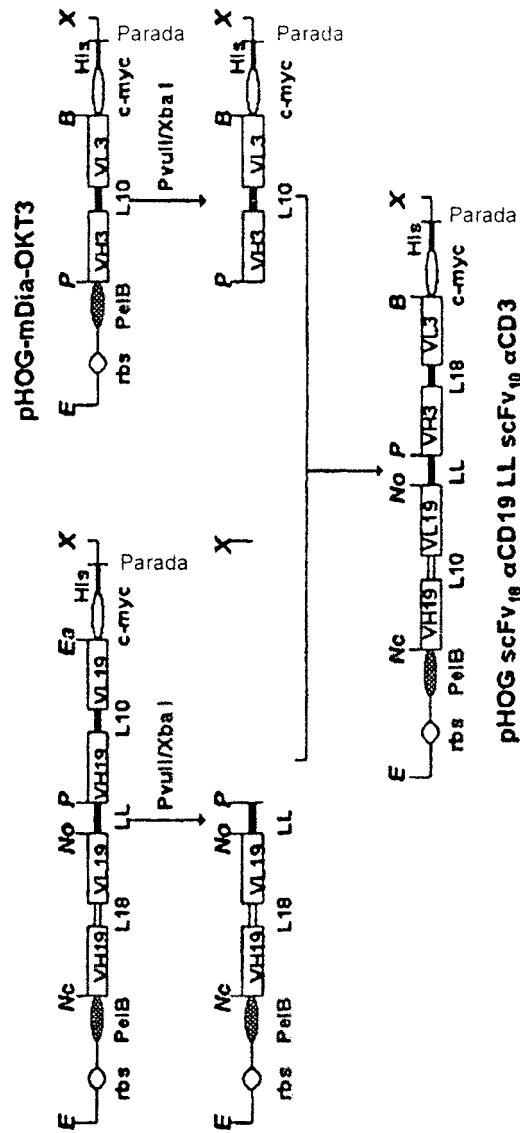 pHOG-mDia-OKT3
E Nc No P Ea X
His
VH19 VL19 VH19 VL19
Parada
rbs PelB L18 LL L10 c-myc
E P B X
His
VH3 VL3
Parada
rbs PelB L10 c-myc
PvuII/XbaI
PvuII/XbaI
E Nc No P
X
VH19 VL19
rbs PelB L18 LL
P B X
His
VH3 VL3
Parada
L10 c-myc
E Nc No P B X
His
VH19 VL19 VH3 VL3
Parada
rbs PelB L10 LL L18 c-myc
pHOG scFv₁₈ αCD19 LL scFv₁₀ αCD3